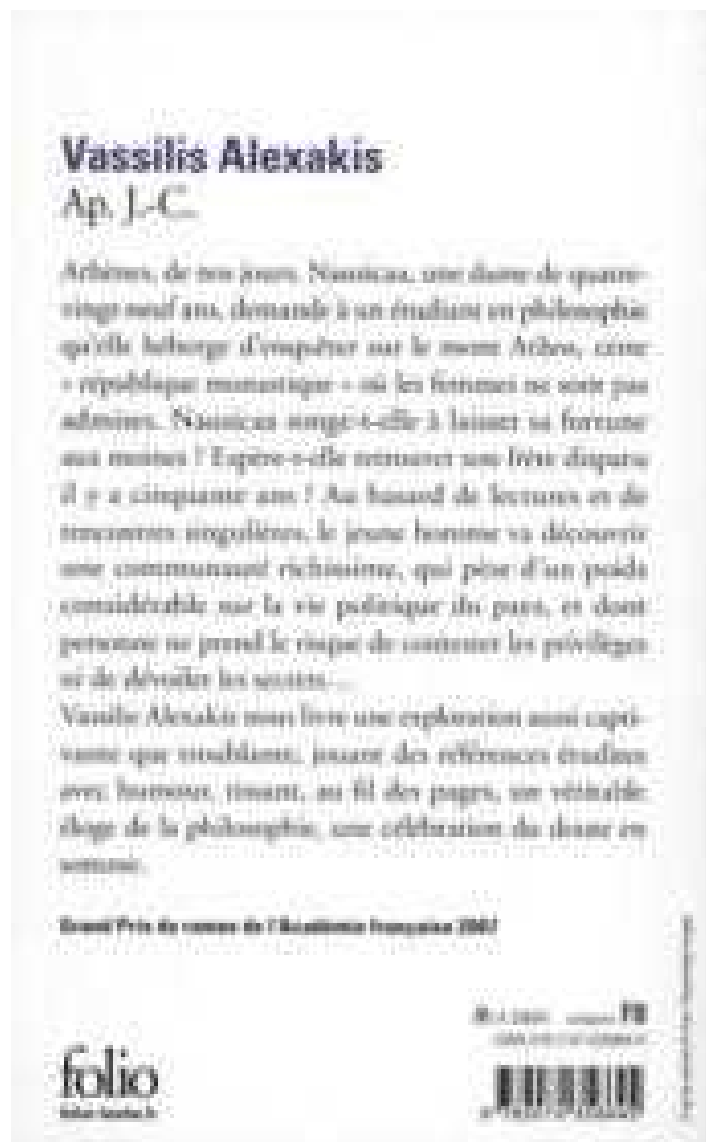 Vassilis Alexakis
Ap. J.-C.
Athènes, de nos jours. Nausicaa, une dame de quatre-
vingt-neuf ans, demande à un étudiant en philosophie
qu'elle héberge d'enquêter sur le mont Athos, cette
« république monastique » où les femmes ne sont pas
admises. Nausicaa songe-t-elle à laisser sa fortune
aux moines ? Espère-t-elle retrouver son frère disparu
il y a cinquante ans ? Au hasard de lectures et de
rencontres singulières, le jeune homme va découvrir
une communauté richissime, qui pèse d'un poids
considérable sur la vie politique du pays, et dont
personne ne prend le risque de contester les privilèges
ni de dévoiler les secrets...
Vassilis Alexakis nous livre une exploration aussi capti-
vante que troublante, jouant des références érudites
avec humour, tissant, au fil des pages, un véritable
éloge de la philosophie, une célébration du doute en
somme.
Grand Prix du roman de l'Académie française 2007
folio